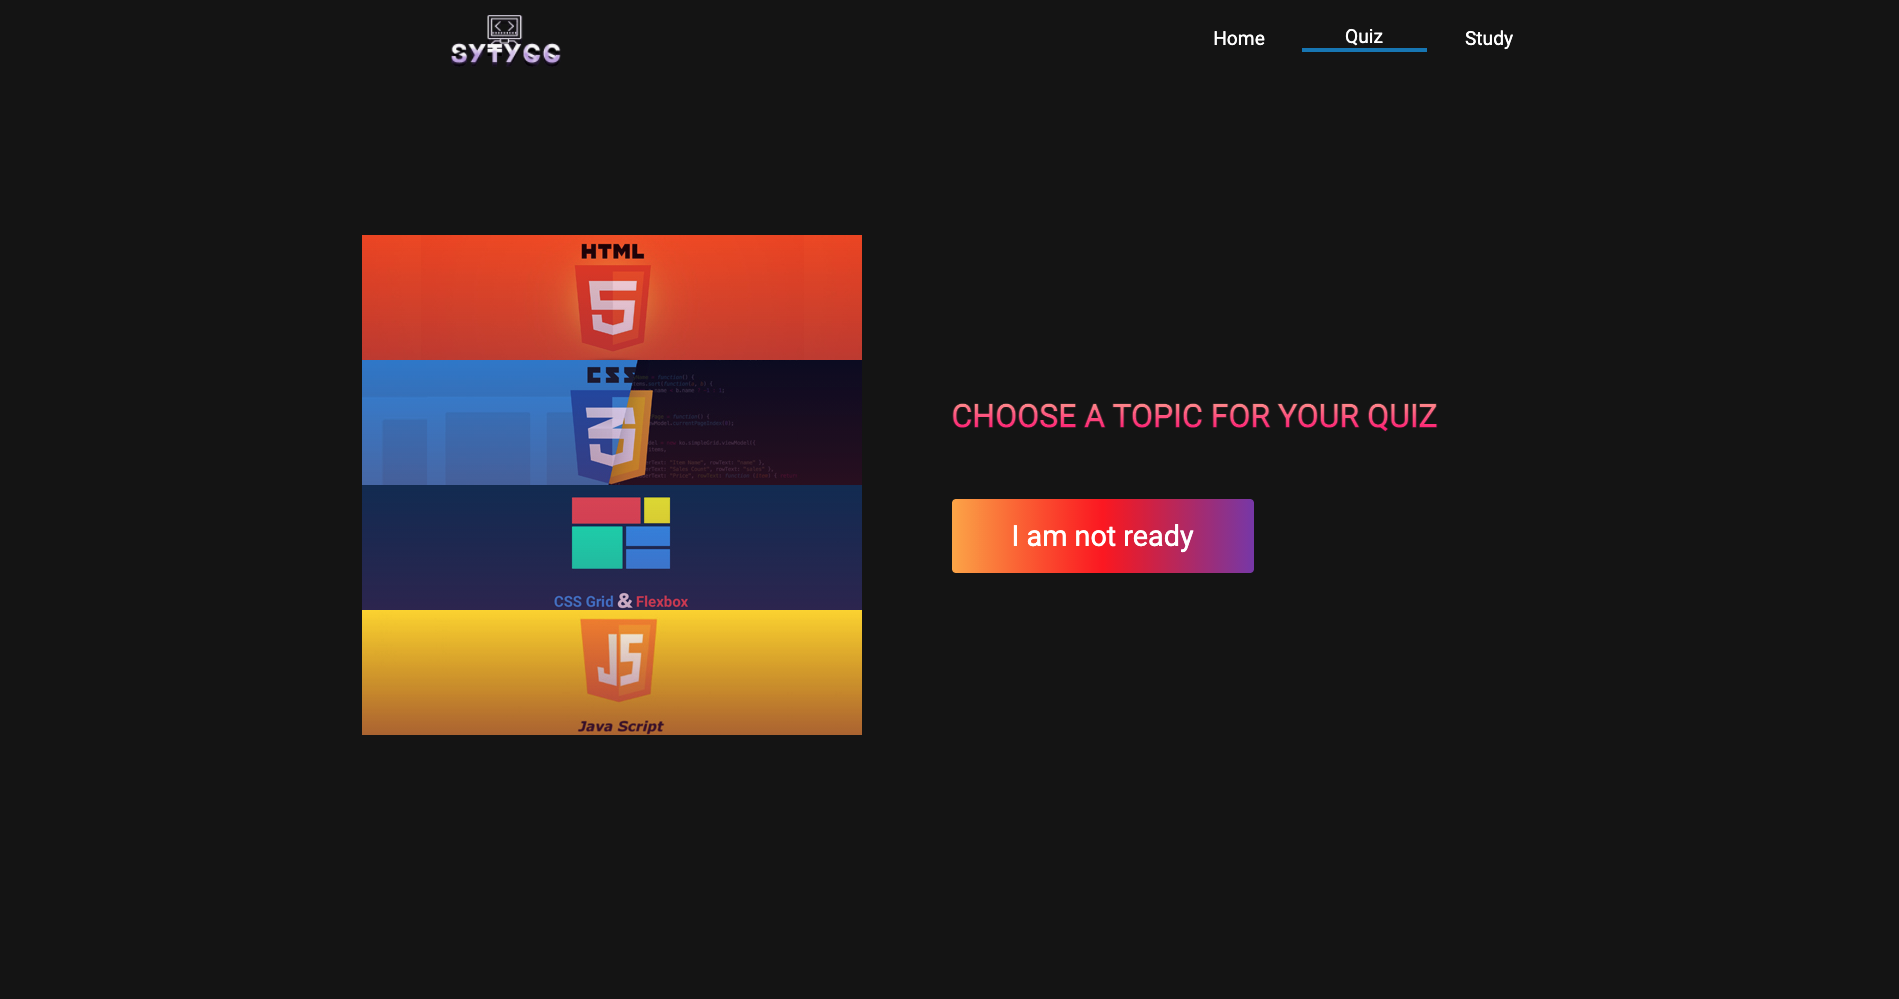 SYTYCC
Home
Quiz
Study
HTML
5
CSS
3
CSS Grid & Flexbox
JS
Java Script
CHOOSE A TOPIC FOR YOUR QUIZ
I am not ready